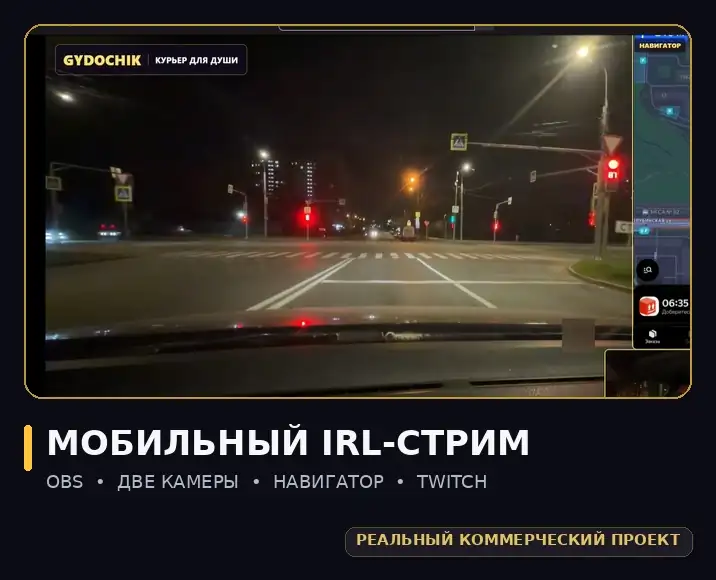 GYDOCHIK | КУРЬЕР ДЛЯ ДУШИ
НАВИГАТОР
06:35
МОБИЛЬНЫЙ IRL-СТРИМ
OBS • ДВЕ КАМЕРЫ • НАВИГАТОР • TWITCH
РЕАЛЬНЫЙ КОММЕРЧЕСКИЙ ПРОЕКТ